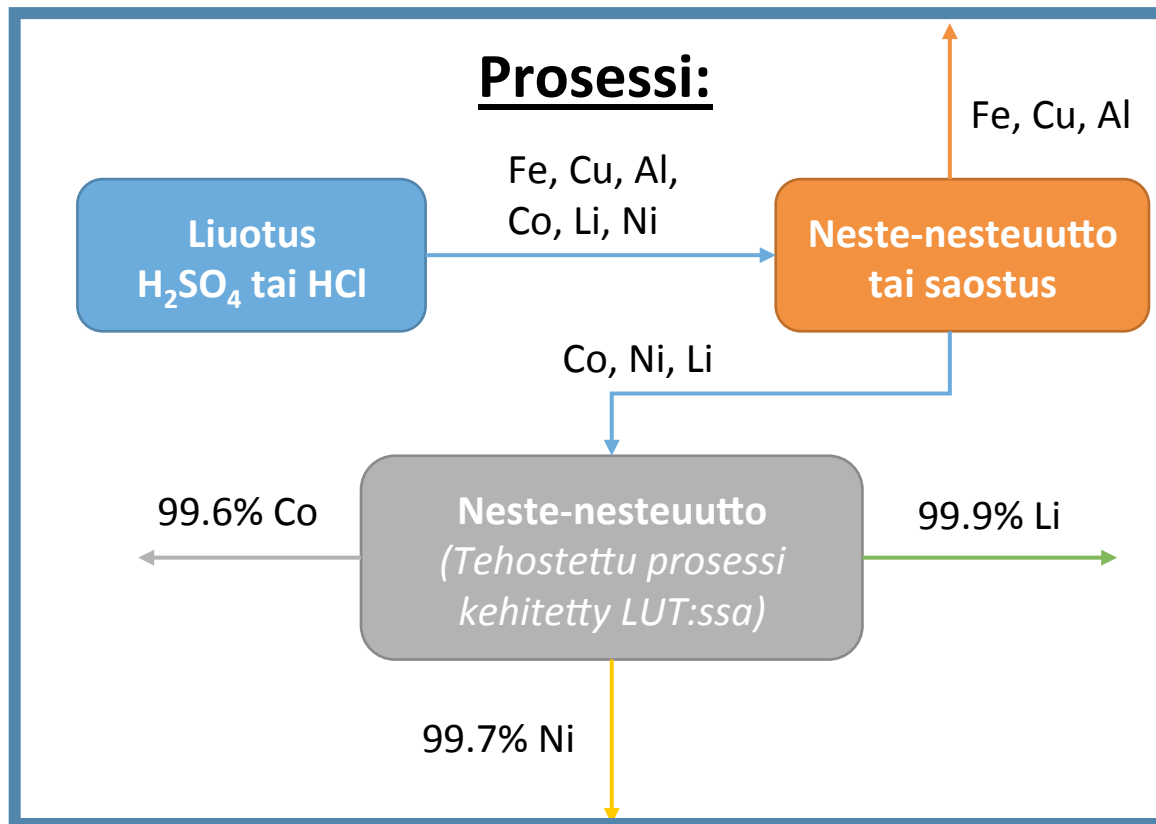 Prosessi:
Fe, Cu, Al
Fe, Cu, Al,
Co, Li, Ni
Liuotus
H₂SO₄ tai HCl
Neste-nesteuutto
tai saostus
Co, Ni, Li
99.6% Co
Neste-nesteuutto
(Tehostettu prosessi
kehitetty LUT:ssa)
99.9% Li
99.7% Ni